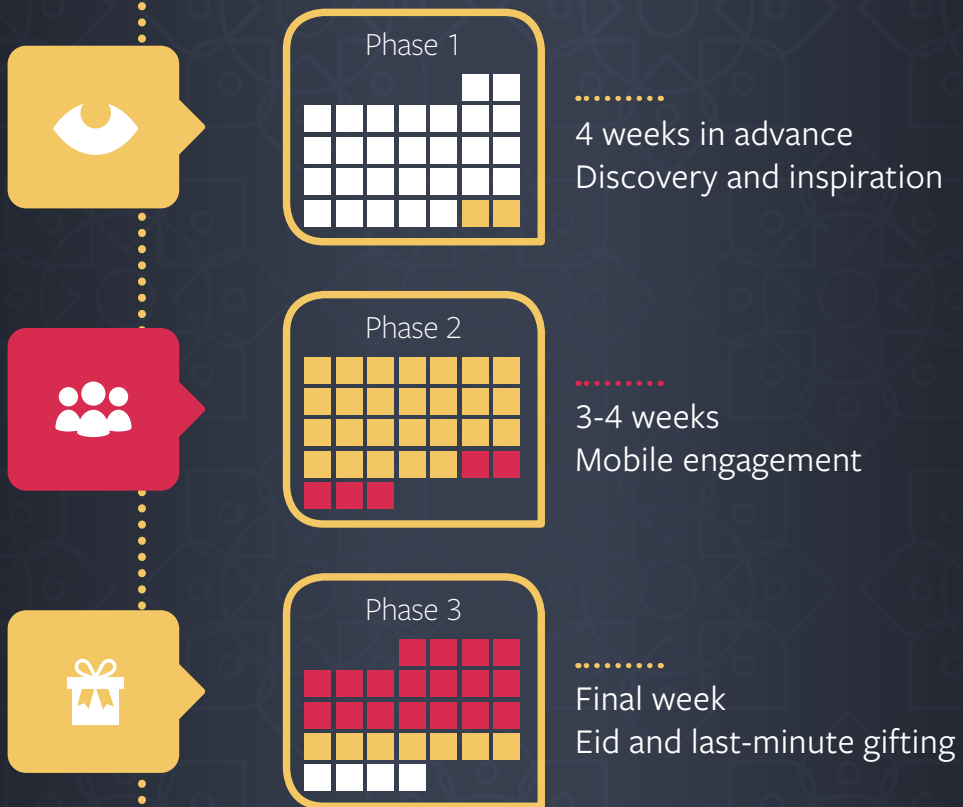 Phase 1
4 weeks in advance
Discovery and inspiration
Phase 2
3-4 weeks
Mobile engagement
Phase 3
Final week
Eid and last-minute gifting